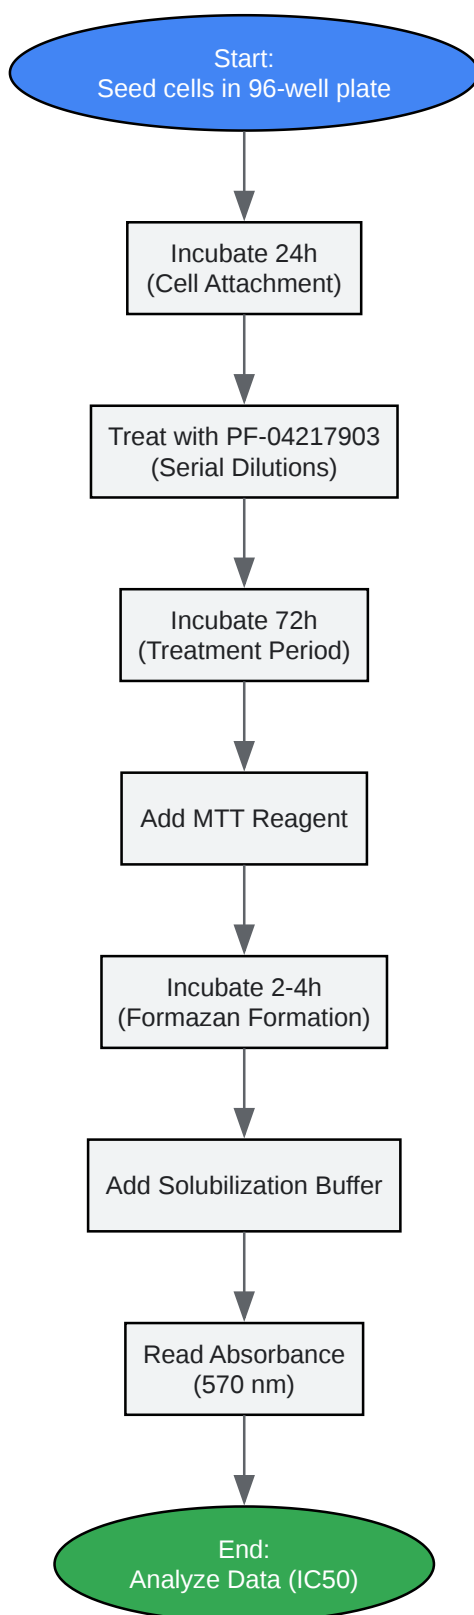 Start:
Seed cells in 96-well plate
Incubate 24h
(Cell Attachment)
Treat with PF-04217903
(Serial Dilutions)
Incubate 72h
(Treatment Period)
Add MTT Reagent
Incubate 2-4h
(Formazan Formation)
Add Solubilization Buffer
Read Absorbance
(570 nm)
End:
Analyze Data (IC50)